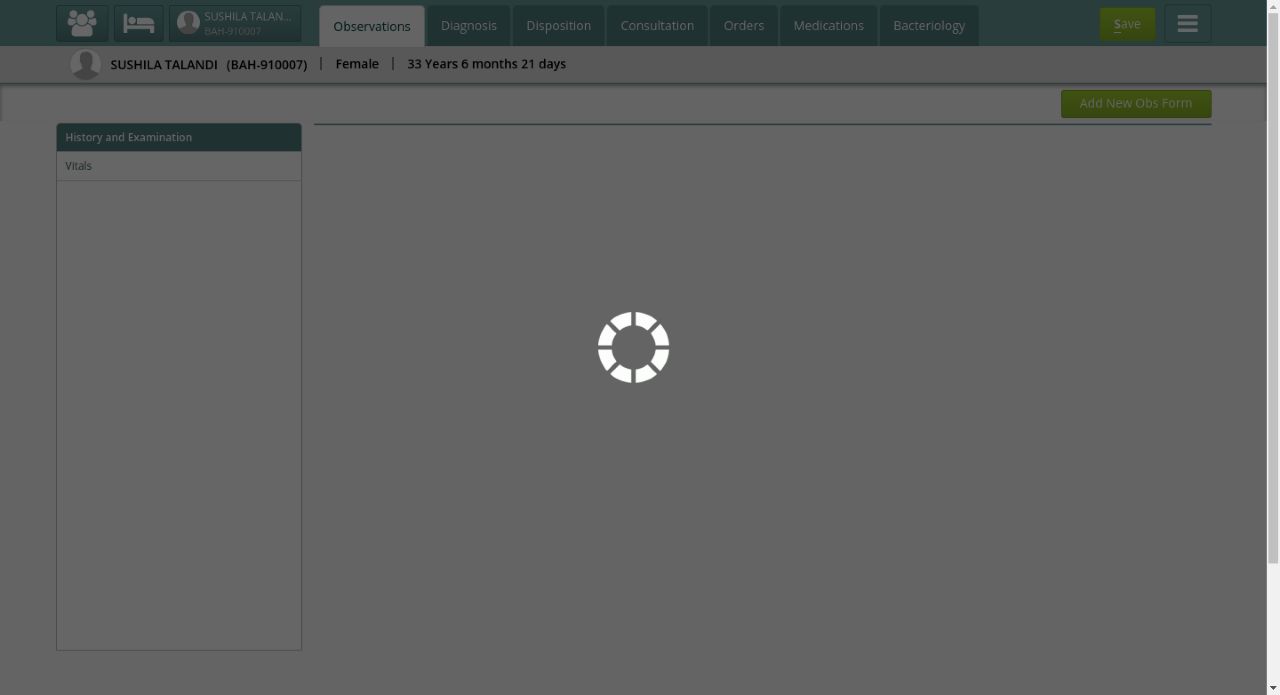 SUSHILA TALAN...
BAH-910007
Observations
Diagnosis
Disposition
Consultation
Orders
Medications
Bacteriology
Save
SUSHILA TALANDI (BAH-910007) | Female | 33 Years 6 months 21 days
Add New Obs Form
History and Examination
Vitals